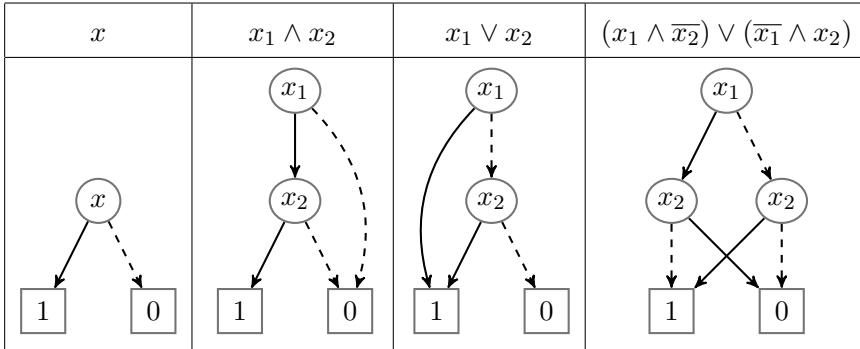 x x₁ ∧ x₂ x₁ ∨ x₂ (x₁ ∧ x̅₂) ∨ (x̅₁ ∧ x₂)
x₁ x₁ x₁
x x₂ x₂ x₂ x₂
1 0 1 0 1 0 1 0